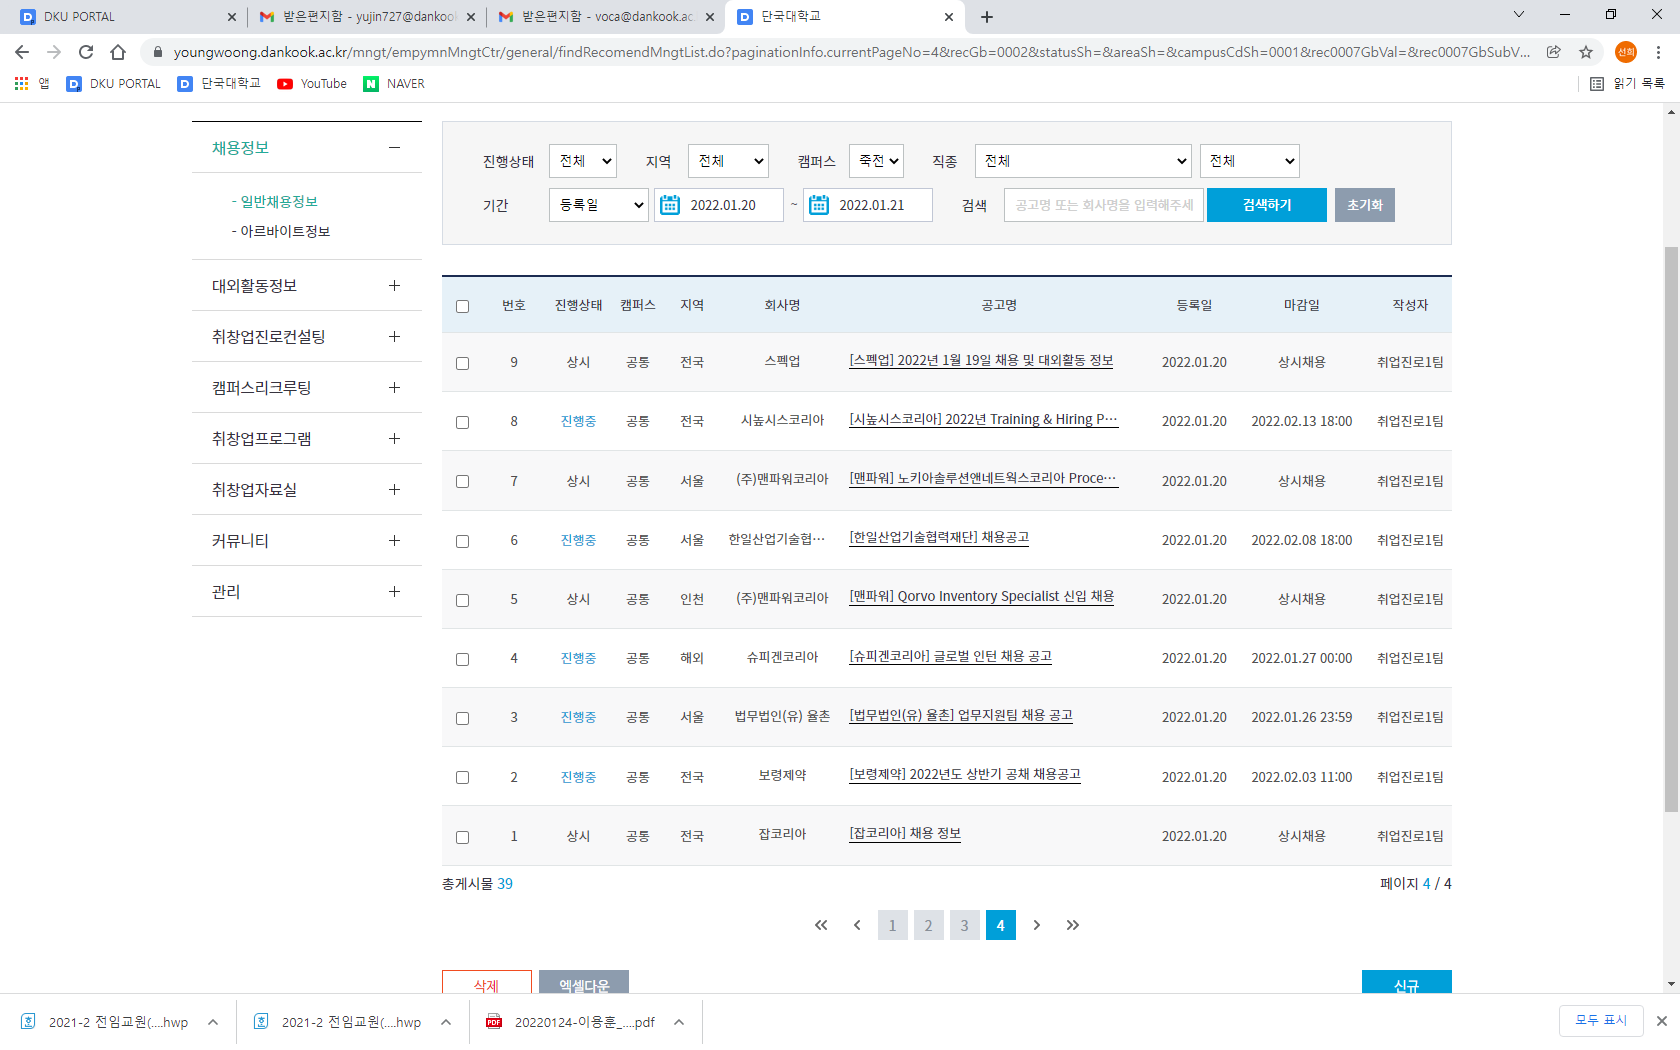 DKU PORTAL
받은편지함 - yujin727@dankook
받은편지함 - voca@dankook.ac.
단국대학교
youngwoong.dankook.ac.kr/mngt/empymnMngtCtr/general/findRecomendMngtList.do?paginationInfo.currentPageNo=4&recGb=0002&statusSh=&areaSh=&campusCdSh=0001&rec0007GbVal=&rec0007GbSubV...
선희
앱 DKU PORTAL 단국대학교 YouTube NAVER 읽기 목록
채용정보
- 일반채용정보
- 아르바이트정보
대외활동정보
취창업진로컨설팅
캠퍼스리크루팅
취창업프로그램
취창업자료실
커뮤니티
관리
진행상태 전체 지역 전체 캠퍼스 죽전 직종 전체 전체
기간 등록일 2022.01.20 ~ 2022.01.21 검색 공고명 또는 회사명을 입력해주세 검색하기 초기화
번호 진행상태 캠퍼스 지역 회사명 공고명 등록일 마감일 작성자
9 상시 공통 전국 스펙업 [스펙업] 2022년 1월 19일 채용 및 대외활동 정보 2022.01.20 상시채용 취업진로1팀
8 진행중 공통 전국 시높시스코리아 [시높시스코리아] 2022년 Training & Hiring P... 2022.01.20 2022.02.13 18:00 취업진로1팀
7 상시 공통 서울 (주)맨파워코리아 [맨파워] 노키아솔루션앤네트웍스코리아 Proce... 2022.01.20 상시채용 취업진로1팀
6 진행중 공통 서울 한일산업기술협... [한일산업기술협력재단] 채용공고 2022.01.20 2022.02.08 18:00 취업진로1팀
5 상시 공통 인천 (주)맨파워코리아 [맨파워] Qorvo Inventory Specialist 신입 채용 2022.01.20 상시채용 취업진로1팀
4 진행중 공통 해외 슈피겐코리아 [슈피겐코리아] 글로벌 인턴 채용 공고 2022.01.20 2022.01.27 00:00 취업진로1팀
3 진행중 공통 서울 법무법인(유) 율촌 [법무법인(유) 율촌] 업무지원팀 채용 공고 2022.01.20 2022.01.26 23:59 취업진로1팀
2 진행중 공통 전국 보령제약 [보령제약] 2022년도 상반기 공채 채용공고 2022.01.20 2022.02.03 11:00 취업진로1팀
1 상시 공통 전국 잡코리아 [잡코리아] 채용 정보 2022.01.20 상시채용 취업진로1팀
총게시물 39 페이지 4 / 4
1 2 3 4
삭제 엑셀다운 신규
2021-2 전임교원(....hwp 2021-2 전임교원(....hwp 20220124-이용훈_....pdf 모두 표시